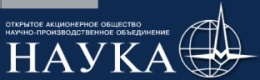 ОТКРЫТОЕ АКЦИОНЕРНОЕ ОБЩЕСТВО
НАУЧНО-ПРОИЗВОДСТВЕННОЕ ОБЪЕДИНЕНИЕ
НАУКА